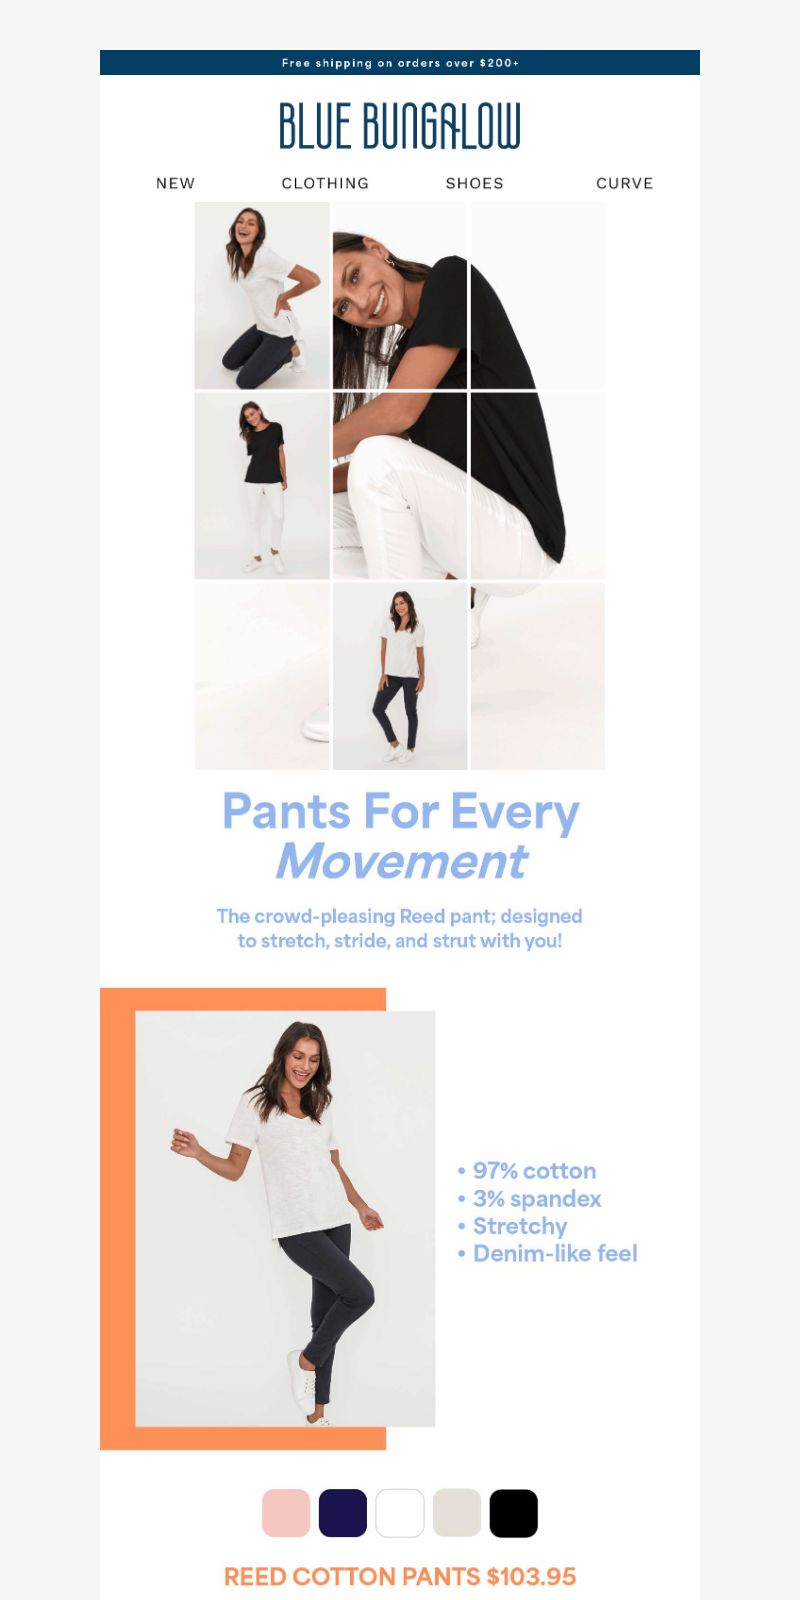 Free shipping on orders over $200+
BLUE BUNGALOW
NEW CLOTHING SHOES CURVE
Pants For Every
Movement
The crowd-pleasing Reed pant; designed
to stretch, stride, and strut with you!
• 97% cotton
• 3% spandex
• Stretchy
• Denim-like feel
REED COTTON PANTS $103.95